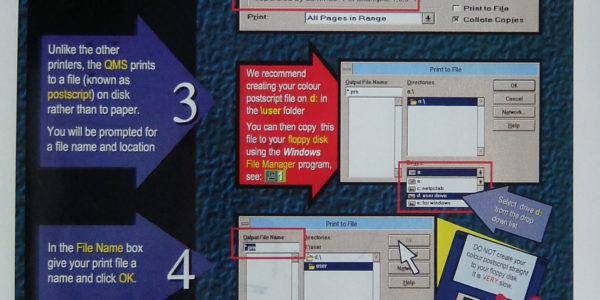 Print:
All Pages in Range
Print to File
Collate Copies
Unlike the other
printers, the QMS prints
to a file (known as
postscript) on disk
rather than to paper.
You will be prompted for
a file name and location
3
We recommend
creating your colour
postscript file on d: in
the \user folder
You can then copy this
file to your floppy disk
using the Windows
File Manager program,
see: 1
Print to File
Output File Name:
*.prn
Directories:
a:\
a:\
OK
Cancel
Network...
Help
a:
a:
c: netpclab
d: user drive
e: for windows
Select drive d:
from the drop
down list
In the File Name box
give your print file a
name and click OK.
4
Print to File
Output File Name:
*.prn
Directories:
d:\
user
Help
DO NOT create your
colour postscript straight
to your floppy disk,
it is VERY slow.